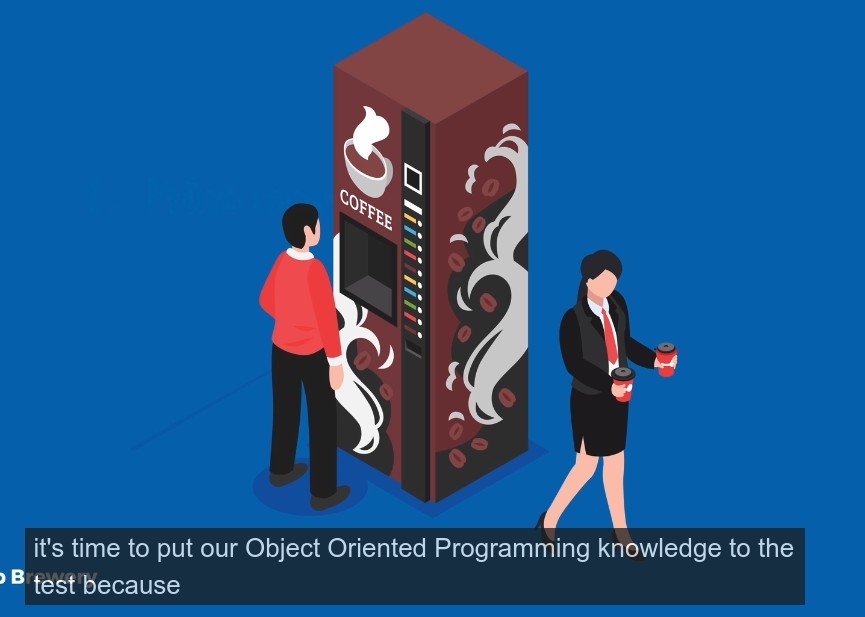 COFFEE
it's time to put our Object Oriented Programming knowledge to the
test because
Brewery